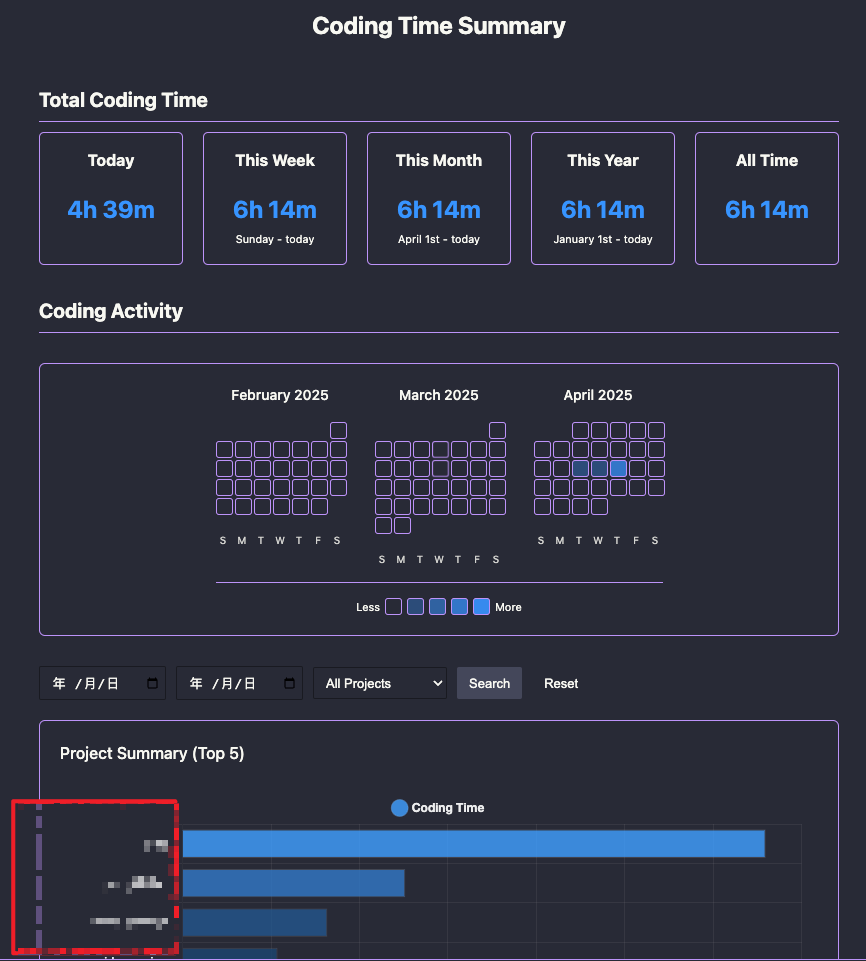 Coding Time Summary
Total Coding Time
Today
4h 39m
This Week
6h 14m
Sunday - today
This Month
6h 14m
April 1st - today
This Year
6h 14m
January 1st - today
All Time
6h 14m
Coding Activity
February 2025
S M T W T F S
March 2025
S M T W T F S
April 2025
S M T W T F S
Less More
年 /月/日 年 /月/日 All Projects Search Reset
Project Summary (Top 5)
Coding Time